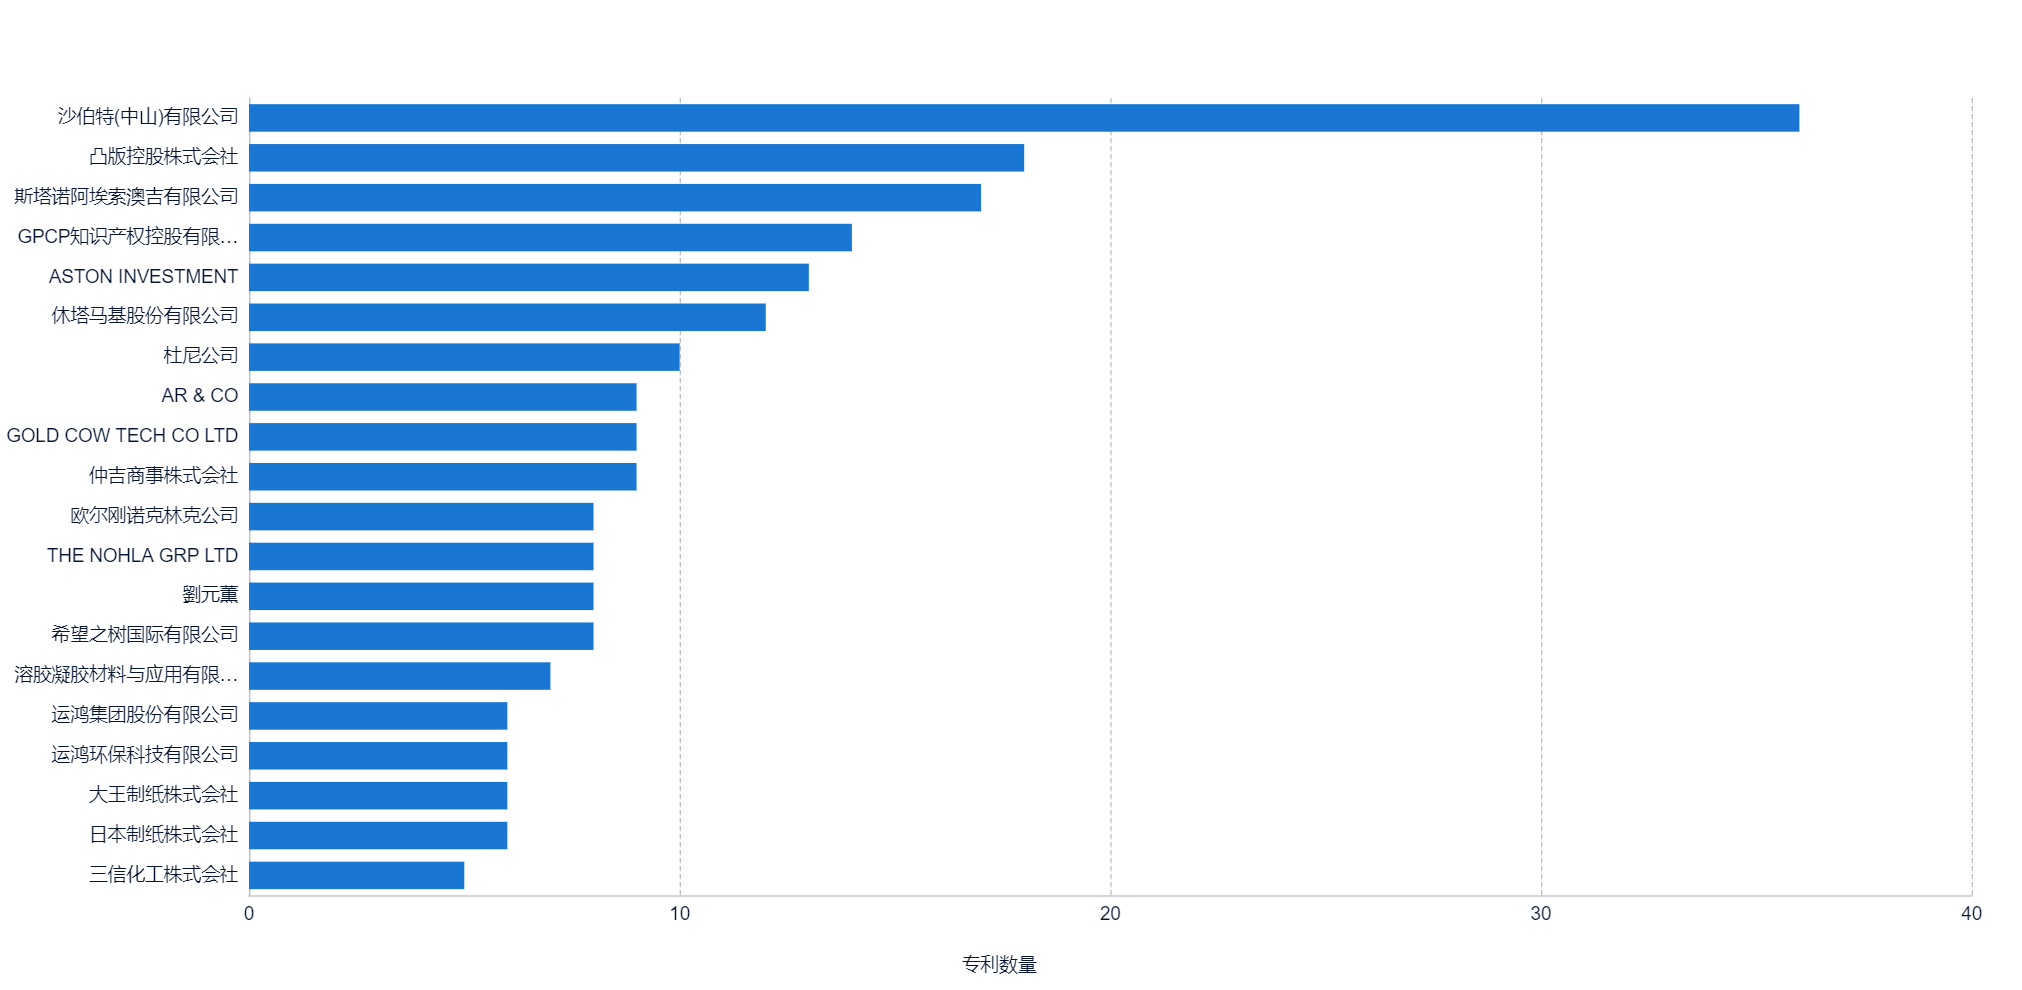 沙伯特(中山)有限公司
凸版控股株式会社
斯塔诺阿埃索澳吉有限公司
GPCP知识产权控股有限...
ASTON INVESTMENT
休塔马基股份有限公司
杜尼公司
AR & CO
GOLD COW TECH CO LTD
仲吉商事株式会社
欧尔刚诺克林克公司
THE NOHLA GRP LTD
劉元薰
希望之树国际有限公司
溶胶凝胶材料与应用有限...
运鸿集团股份有限公司
运鸿环保科技有限公司
大王制纸株式会社
日本制纸株式会社
三信化工株式会社
0 10 20 30 40
专利数量